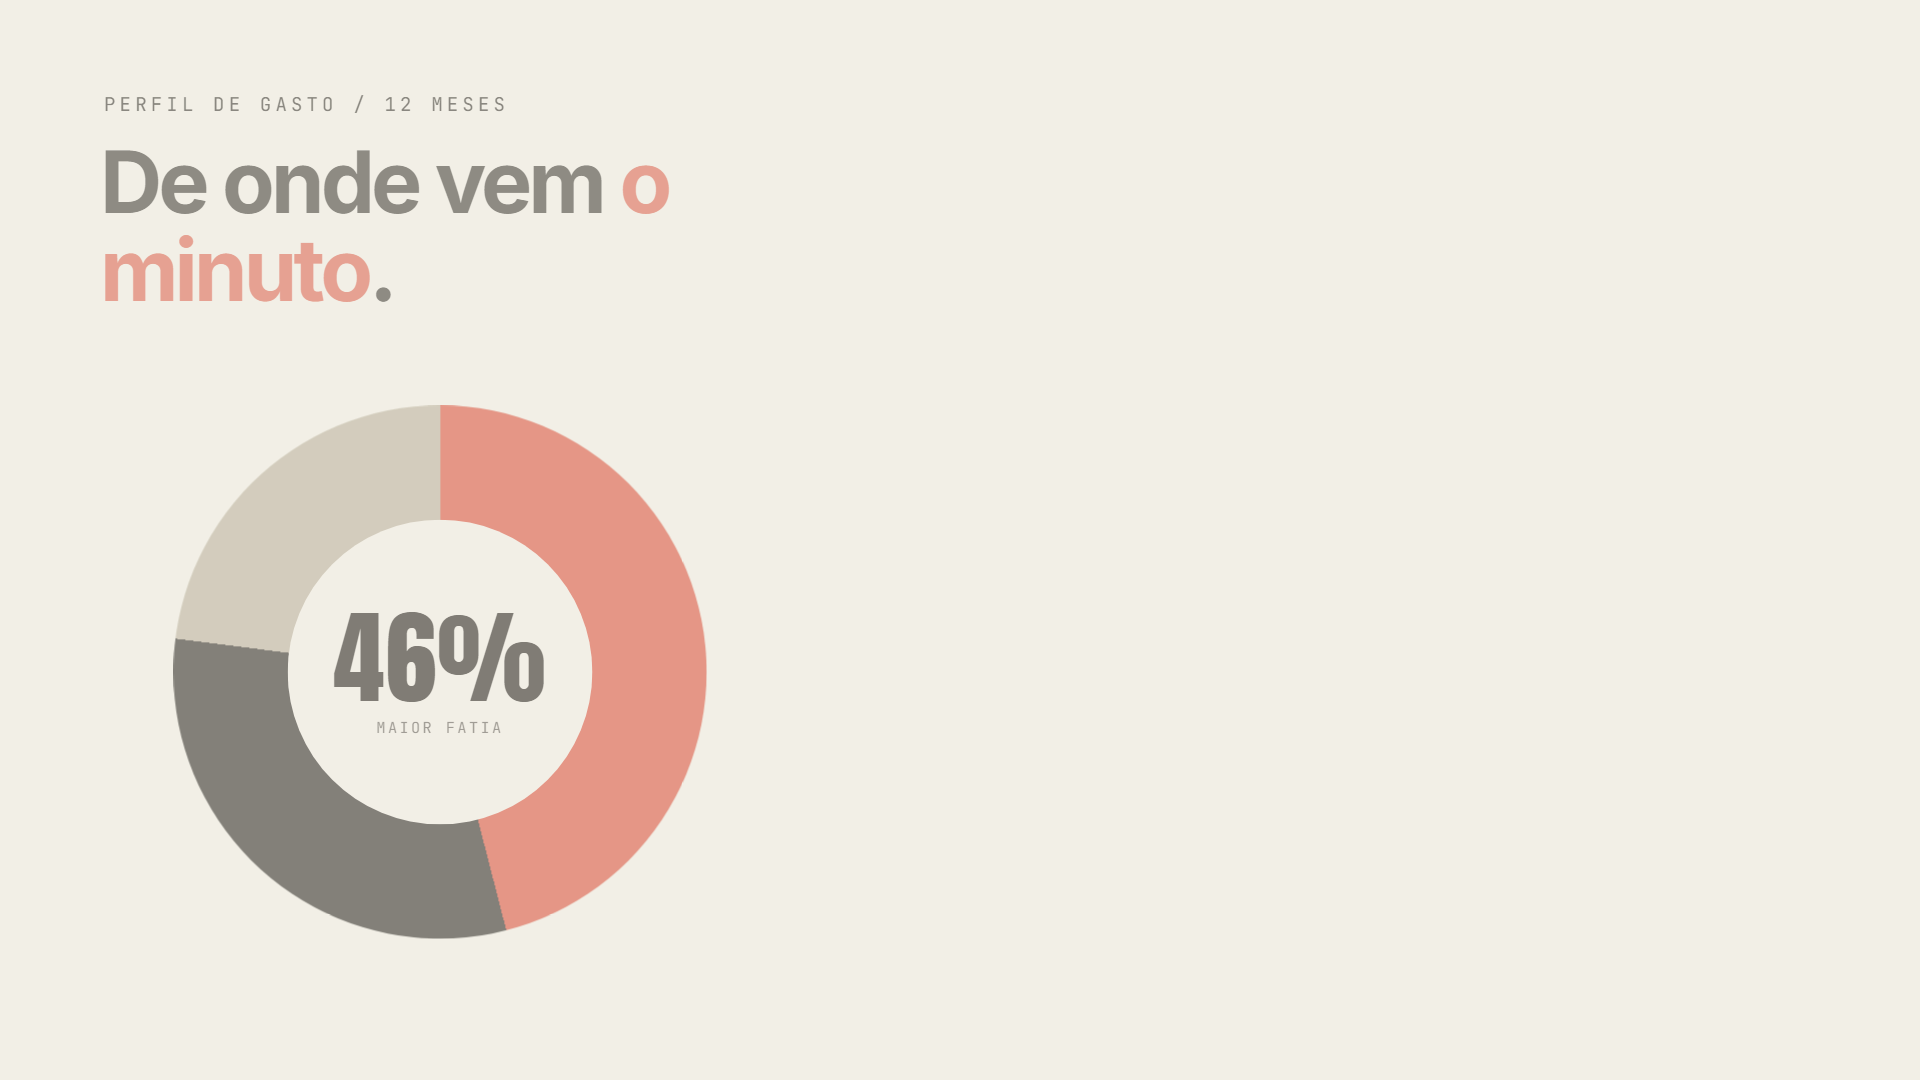 PERFIL DE GASTO / 12 MESES
De onde vem o
minuto.
46%
MAIOR FATIA